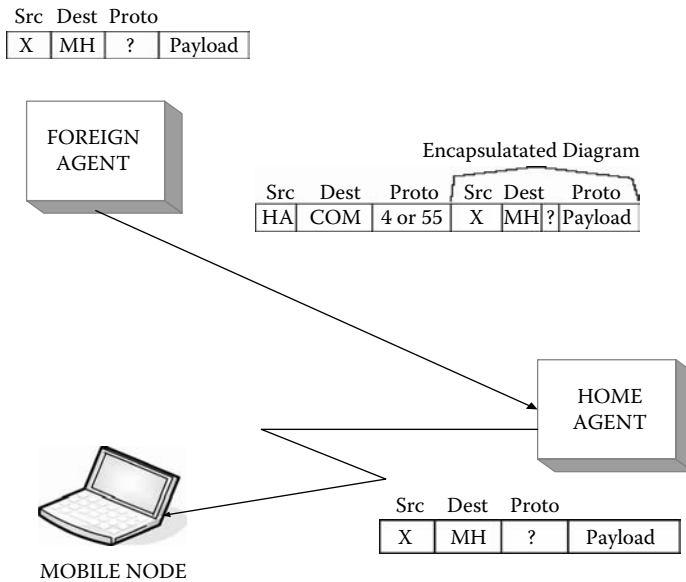 Src Dest Proto
X MH ? Payload
FOREIGN
AGENT
Encapsulatated Diagram
Src Dest Proto Src Dest Proto
HA COM 4 or 55 X MH ? Payload
HOME
AGENT
Src Dest Proto
X MH ? Payload
MOBILE NODE